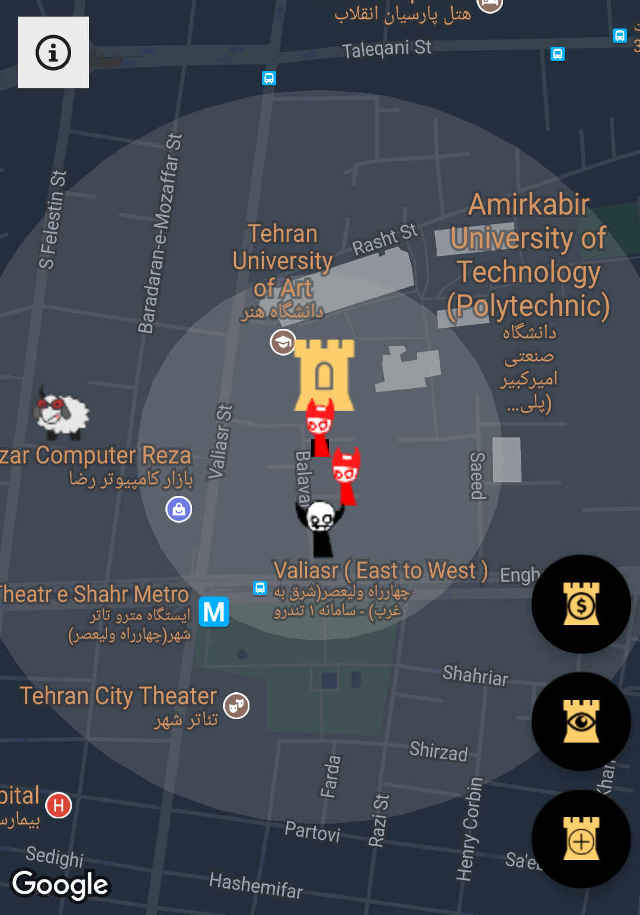 هتل پارسیان انقلاب
Taleqani St
S Felestin St
Baradaran-e-Mozaffar St
Tehran
University
of Art
دانشگاه هنر
Rasht St
Amirkabir
University of
Technology
(Polytechnic)
دانشگاه
صنعتی
امیرکبیر
(پلی...
Valiasr St
zar Computer Reza
بازار کامپیوتر رضا
Balavar
Saeed
Valiasr ( East to West )
چهارراه ولیعصر(شرق به
غرب) - سامانه ۱ تندرو
Engh
Theatr e Shahr Metro
ایستگاه مترو تاتر
شهر(چهارراه ولیعصر)
M
Tehran City Theater
تئاتر شهر
Shahriar
Shirzad
Farda
Razi St
Henry Corbin
Khar
pital
H
بیمارس
Partovi
Sedighi
Hashemifar
Sa'e
Google